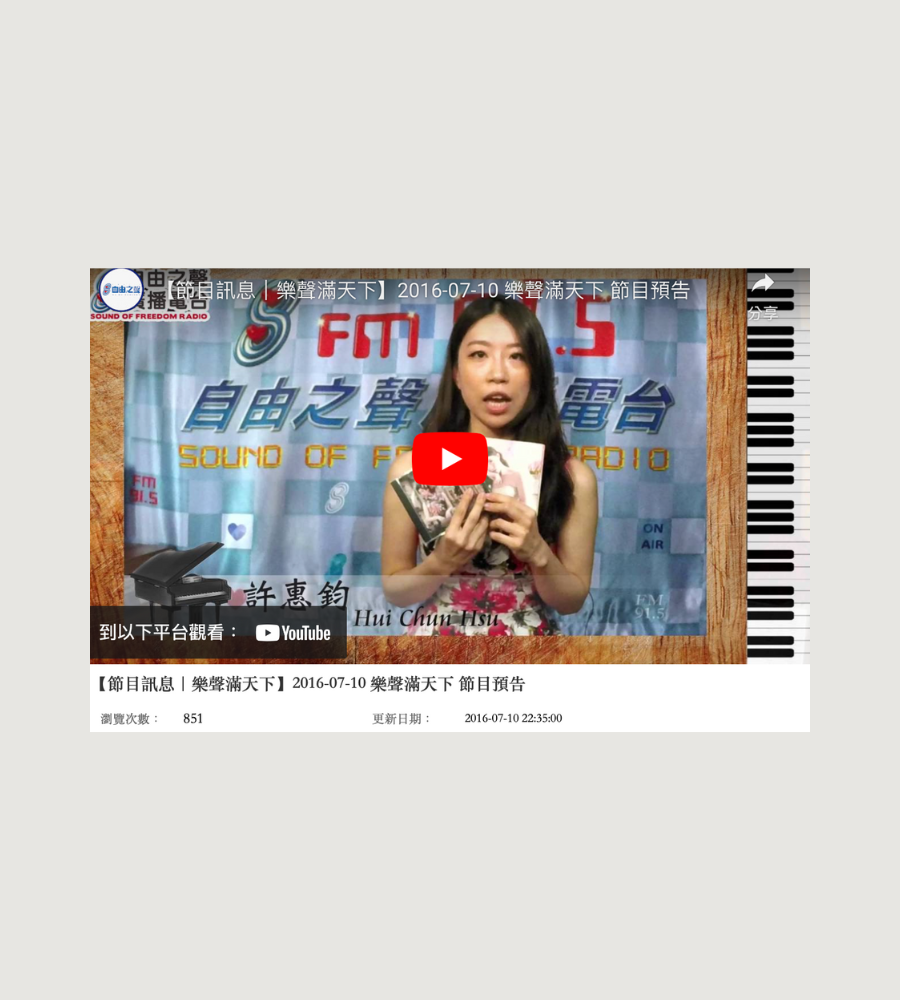 自由之聲
廣播電台
自由之聲
SOUND OF FREEDOM RADIO
【節目訊息｜樂聲滿天下】2016-07-10 樂聲滿天下 節目預告
分享
自由之聲 電台
SOUND OF RADIO
FM
91.5
ON
AIR
許惠鈞
Hui Chun Hsu
FM
91.5
到以下平台觀看：
YouTube
【節目訊息｜樂聲滿天下】2016-07-10 樂聲滿天下 節目預告
瀏覽次數： 851 更新日期： 2016-07-10 22:35:00